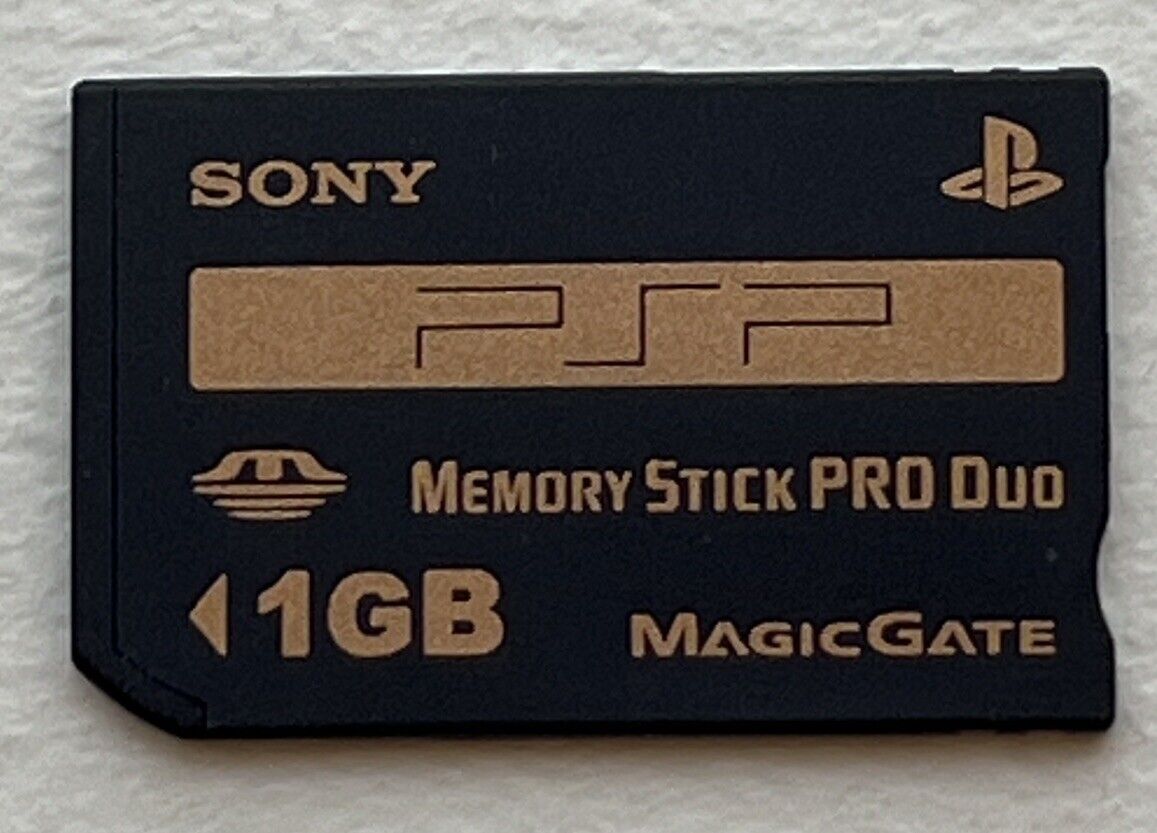 SONY
PSP
MEMORY STICK PRO DUO
1GB
MAGICGATE